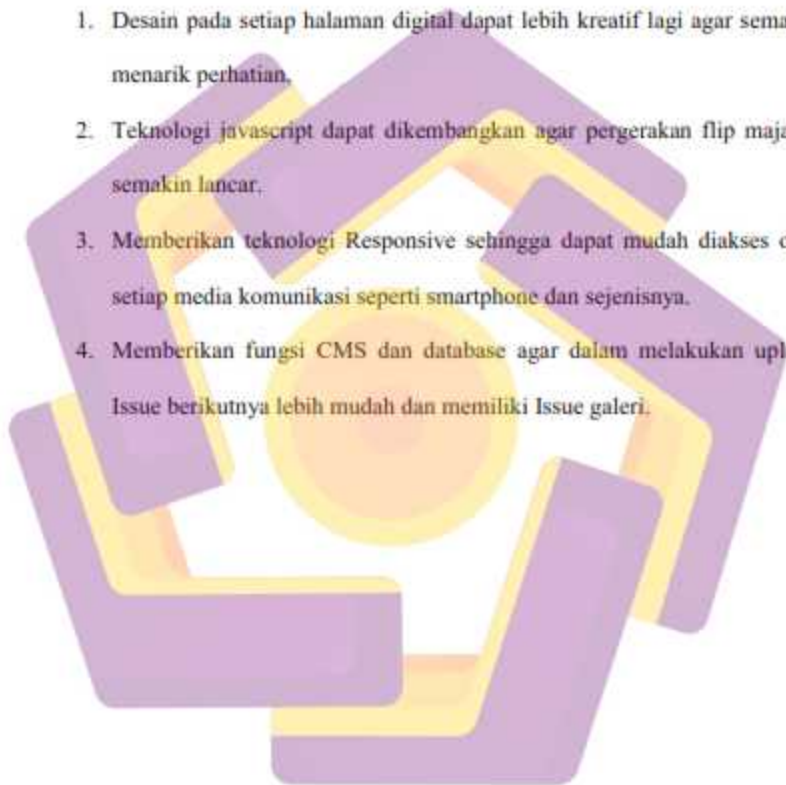 1. Desain pada setiap halaman digital dapat lebih kreatif lagi agar sema
menarik perhatian.
2. Teknologi javascript dapat dikembangkan agar pergerakan flip maja
semakin lancar.
3. Memberikan teknologi Responsive sehingga dapat mudah diakses d
setiap media komunikasi seperti smartphone dan sejenisnya.
4. Memberikan fungsi CMS dan database agar dalam melakukan upl
Issue berikutnya lebih mudah dan memiliki Issue galeri.